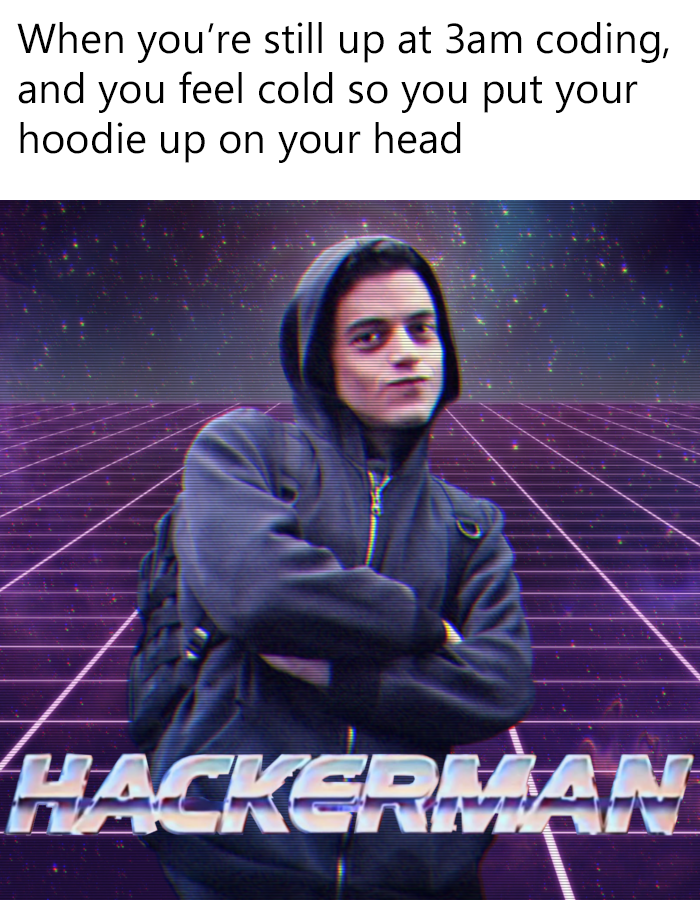 When you’re still up at 3am coding,
and you feel cold so you put your
hoodie up on your head
HACKERMAN